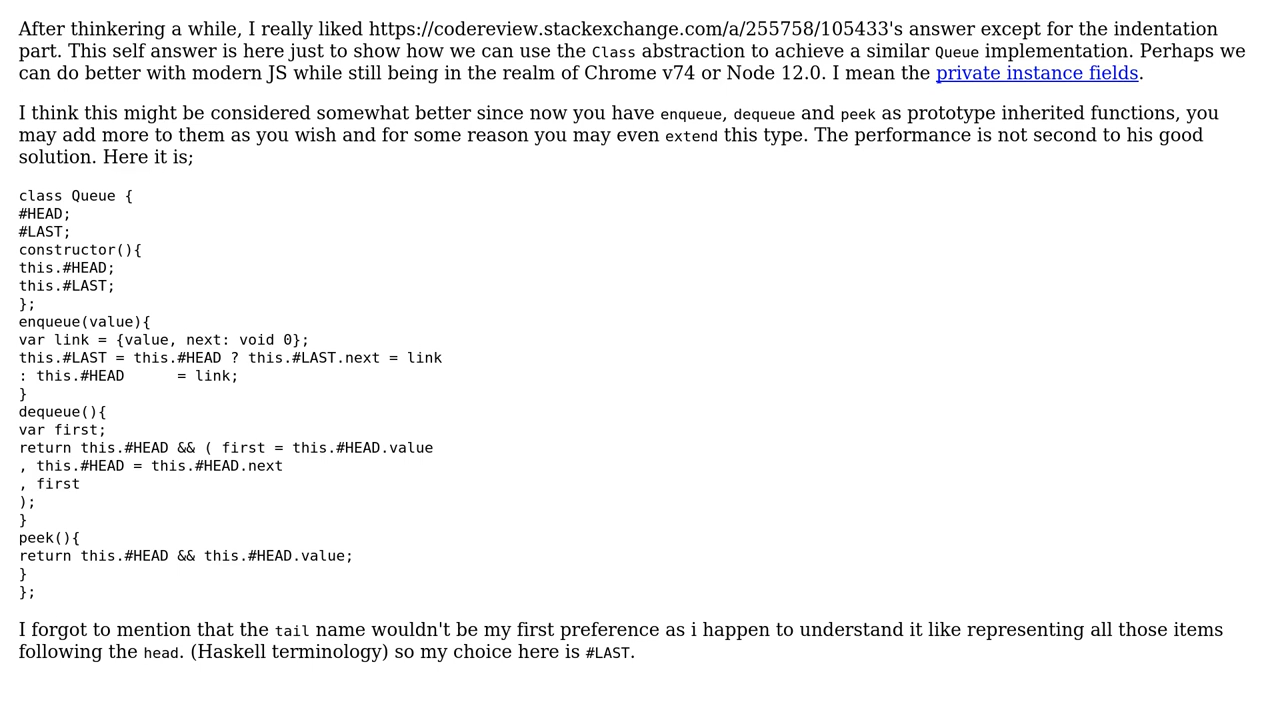 After thinkering a while, I really liked https://codereview.stackexchange.com/a/255758/105433's answer except for the indentation
part. This self answer is here just to show how we can use the Class abstraction to achieve a similar Queue implementation. Perhaps we
can do better with modern JS while still being in the realm of Chrome v74 or Node 12.0. I mean the private instance fields.
I think this might be considered somewhat better since now you have enqueue, dequeue and peek as prototype inherited functions, you
may add more to them as you wish and for some reason you may even extend this type. The performance is not second to his good
solution. Here it is;
class Queue {
#HEAD;
#LAST;
constructor(){
this.#HEAD;
this.#LAST;
};
enqueue(value){
var link = {value, next: void 0};
this.#LAST = this.#HEAD ? this.#LAST.next = link
: this.#HEAD      = link;
}
dequeue(){
var first;
return this.#HEAD && ( first = this.#HEAD.value
, this.#HEAD = this.#HEAD.next
, first
);
}
peek(){
return this.#HEAD && this.#HEAD.value;
}
};
I forgot to mention that the tail name wouldn't be my first preference as i happen to understand it like representing all those items
following the head. (Haskell terminology) so my choice here is #LAST.